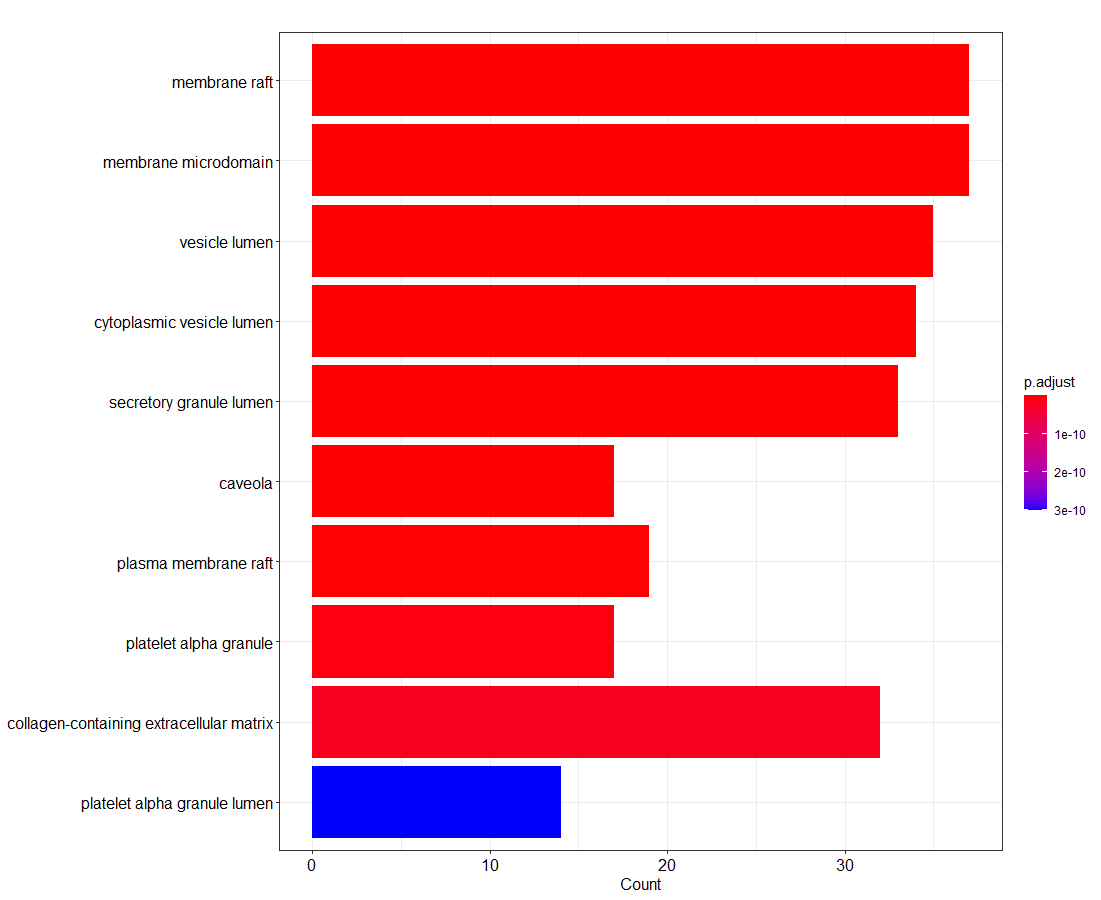 membrane raft
membrane microdomain
vesicle lumen
cytoplasmic vesicle lumen
secretory granule lumen
caveola
plasma membrane raft
platelet alpha granule
collagen-containing extracellular matrix
platelet alpha granule lumen
0 10 20 30
Count
p.adjust
1e-10
2e-10
3e-10